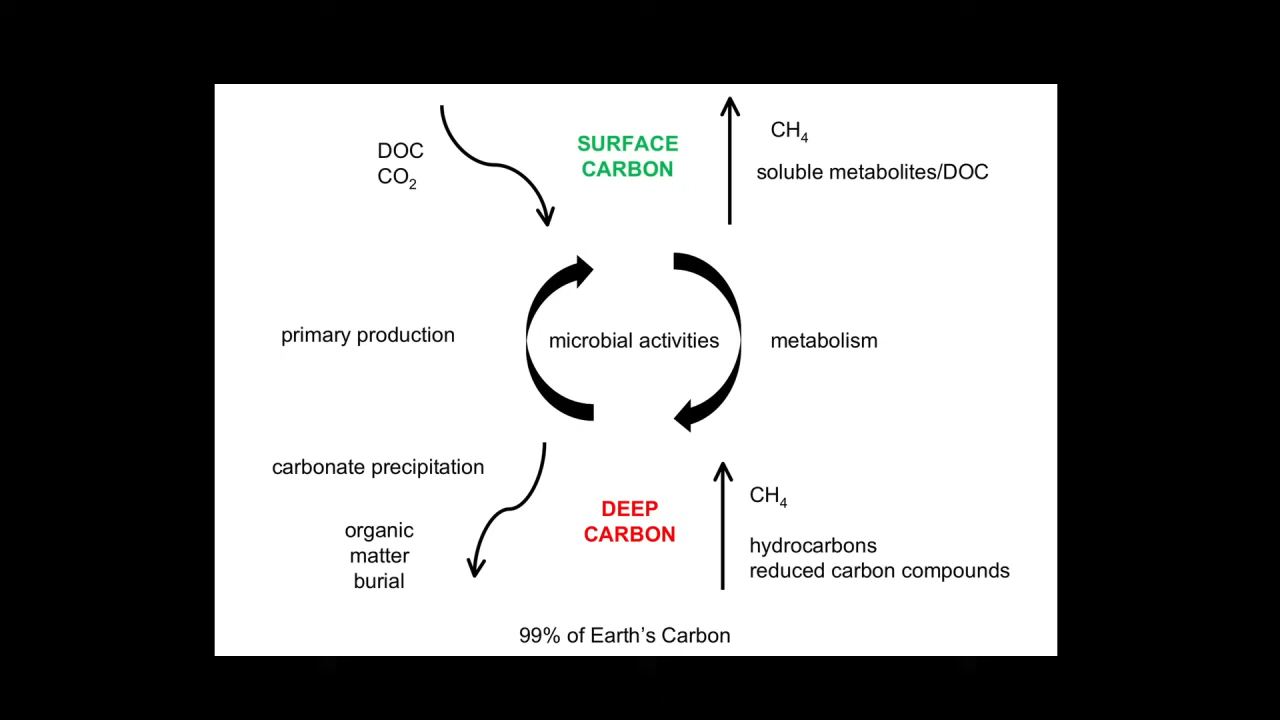 DOC
CO₂
SURFACE
CARBON
CH₄
soluble metabolites/DOC
primary production
microbial activities
metabolism
carbonate precipitation
organic
matter
burial
DEEP
CARBON
CH₄
hydrocarbons
reduced carbon compounds
99% of Earth’s Carbon